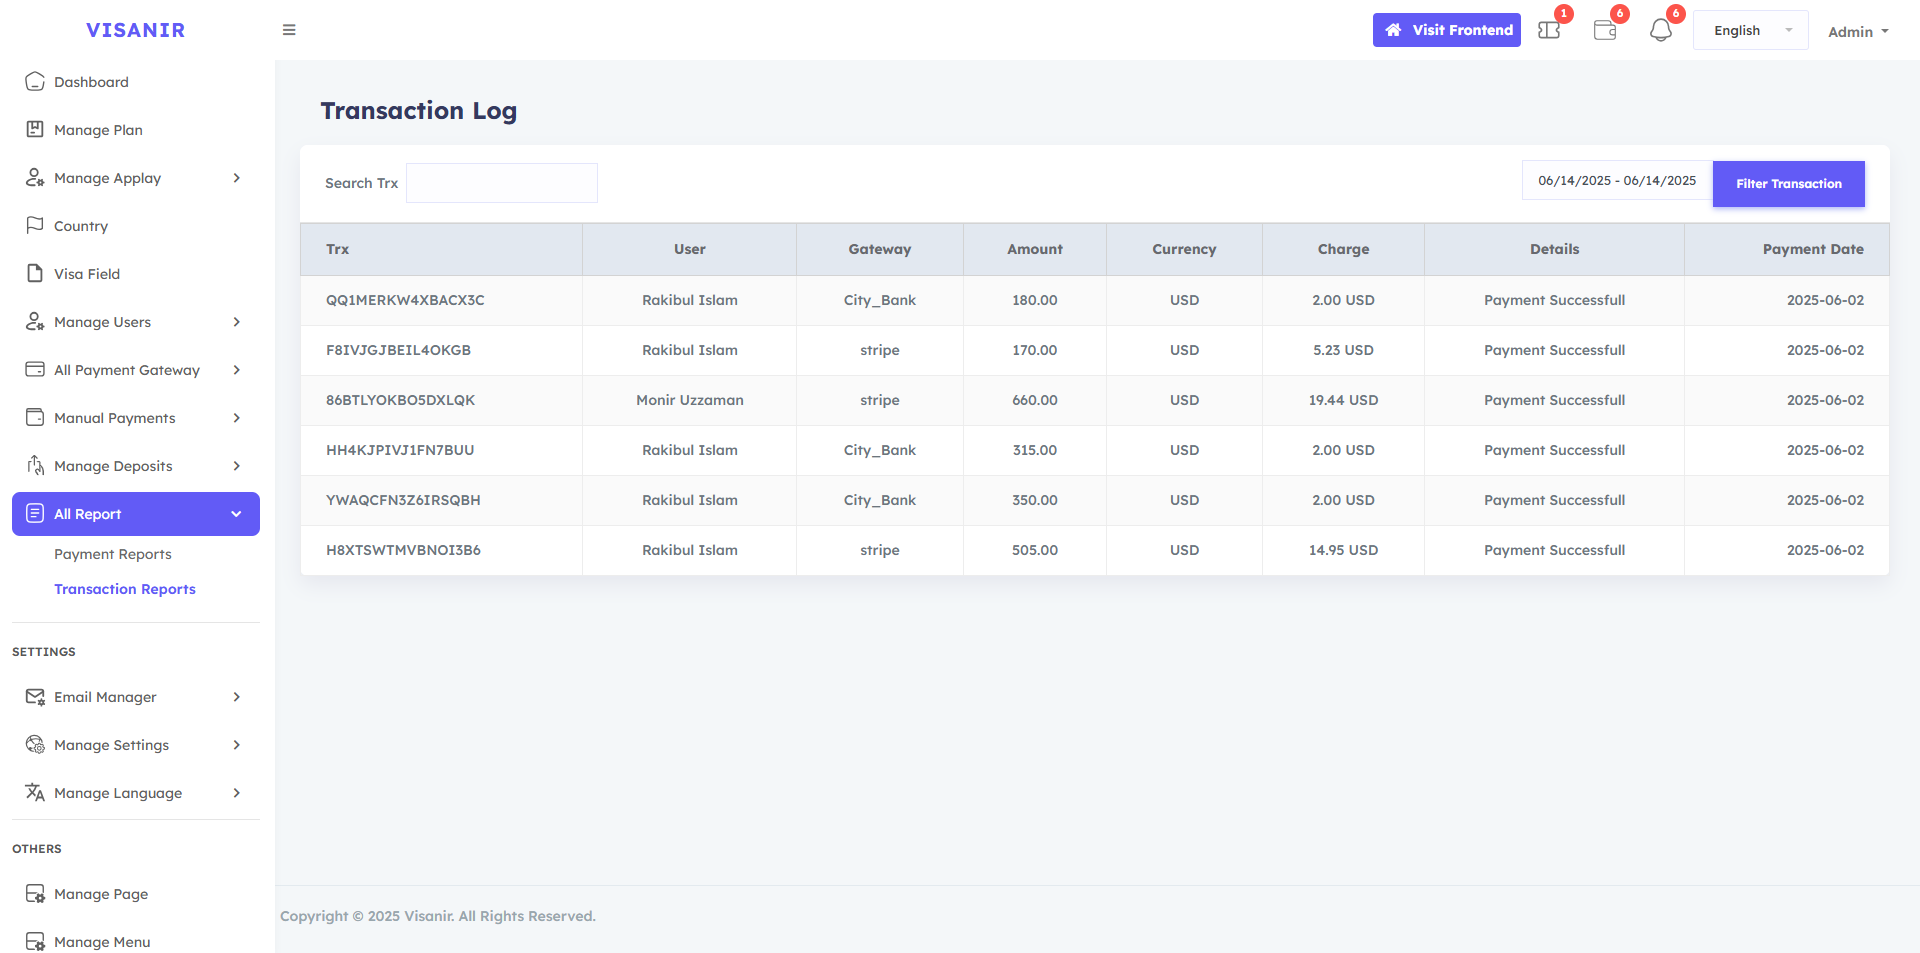 VISANIR
Visit Frontend
1
6
6
English
Admin
Dashboard
Manage Plan
Manage Applay
Country
Visa Field
Manage Users
All Payment Gateway
Manual Payments
Manage Deposits
All Report
Payment Reports
Transaction Reports
SETTINGS
Email Manager
Manage Settings
Manage Language
OTHERS
Manage Page
Manage Menu
Transaction Log
Search Trx
06/14/2025 - 06/14/2025
Filter Transaction
Trx User Gateway Amount Currency Charge Details Payment Date
QQ1MERKW4XBACX3C Rakibul Islam City_Bank 180.00 USD 2.00 USD Payment Successfull 2025-06-02
F8IVJGJBEIL4OKGB Rakibul Islam stripe 170.00 USD 5.23 USD Payment Successfull 2025-06-02
86BTLYOKBO5DXLQK Monir Uzzaman stripe 660.00 USD 19.44 USD Payment Successfull 2025-06-02
HH4KJPIVJ1FN7BUU Rakibul Islam City_Bank 315.00 USD 2.00 USD Payment Successfull 2025-06-02
YWAQCFN3Z6IRSQBH Rakibul Islam City_Bank 350.00 USD 2.00 USD Payment Successfull 2025-06-02
H8XTSWTMVBNOI3B6 Rakibul Islam stripe 505.00 USD 14.95 USD Payment Successfull 2025-06-02
Copyright © 2025 Visanir. All Rights Reserved.